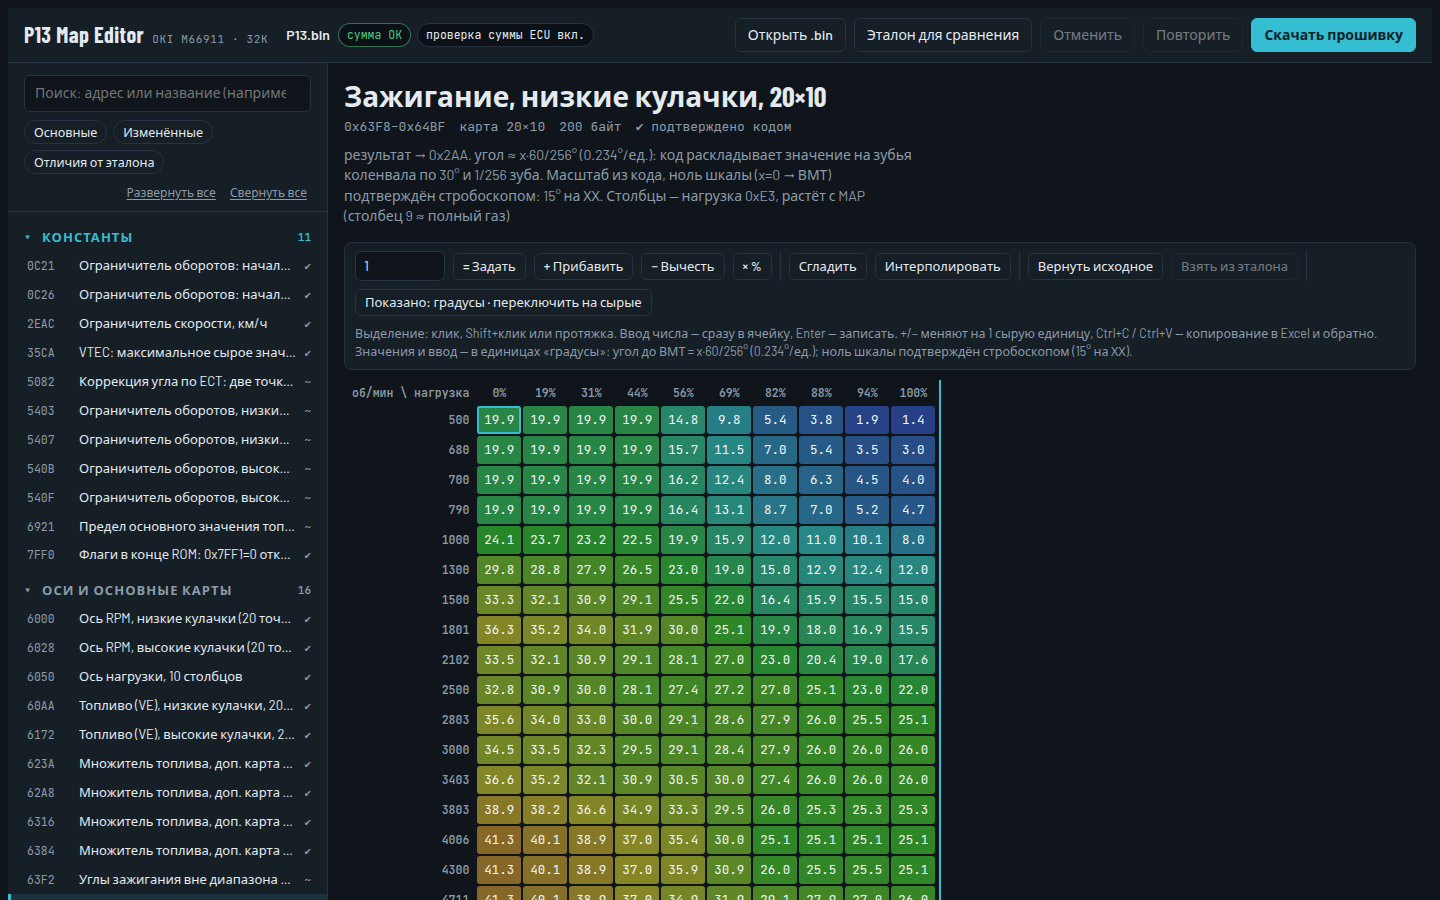 P13 Map Editor OKI M66911 · 32K P13.bin сумма OK проверка суммы ECU вкл. Открыть .bin Эталон для сравнения Отменить Повторить Скачать прошивку
Поиск: адрес или название (наприме
Основные Изменённые
Отличия от эталона
Развернуть все Свернуть все
▾ КОНСТАНТЫ 11
0C21 Ограничитель оборотов: начал... ✔
0C26 Ограничитель оборотов: начал... ✔
2EAC Ограничитель скорости, км/ч ✔
35CA VTEC: максимальное сырое знач... ✔
5082 Коррекция угла по ECT: две точк... ~
5403 Ограничитель оборотов, низки... ~
5407 Ограничитель оборотов, низки... ~
540B Ограничитель оборотов, высок... ~
540F Ограничитель оборотов, высок... ~
6921 Предел основного значения топ... ~
7FF0 Флаги в конце ROM: 0x7FF1=0 отк... ✔
▾ ОСИ И ОСНОВНЫЕ КАРТЫ 16
6000 Ось RPM, низкие кулачки (20 точ... ✔
6028 Ось RPM, высокие кулачки (20 то... ✔
6050 Ось нагрузки, 10 столбцов ✔
60AA Топливо (VE), низкие кулачки, 20... ✔
6172 Топливо (VE), высокие кулачки, 2... ✔
623A Множитель топлива, доп. карта ... ✔
62A8 Множитель топлива, доп. карта ... ✔
6316 Множитель топлива, доп. карта ... ✔
6384 Множитель топлива, доп. карта ... ✔
63F2 Углы зажигания вне диапазона ... ~
Зажигание, низкие кулачки, 20×10
0x63F8–0x64BF карта 20×10 200 байт ✔ подтверждено кодом
результат → 0x2AA. угол ≈ x·60/256° (0.234°/ед.): код раскладывает значение на зубья
коленвала по 30° и 1/256 зуба. Масштаб из кода, ноль шкалы (x=0 → ВМТ)
подтверждён стробоскопом: 15° на ХХ. Столбцы — нагрузка 0xE3, растёт с MAP
(столбец 9 ≈ полный газ)
1 = Задать + Прибавить − Вычесть × % Сгладить Интерполировать Вернуть исходное Взять из эталона
Показано: градусы · переключить на сырые
Выделение: клик, Shift+клик или протяжка. Ввод числа — сразу в ячейку, Enter — записать. +/− меняют на 1 сырую единицу, Ctrl+C / Ctrl+V — копирование в Excel и обратно.
Значения и ввод — в единицах «градусы»: угол до ВМТ = x·60/256° (0.234°/ед.); ноль шкалы подтверждён стробоскопом (15° на ХХ).
об/мин \ нагрузка 0% 19% 31% 44% 56% 69% 82% 88% 94% 100%
500 19.9 19.9 19.9 19.9 14.8 9.8 5.4 3.8 1.9 1.4
680 19.9 19.9 19.9 19.9 15.7 11.5 7.0 5.4 3.5 3.0
700 19.9 19.9 19.9 19.9 16.2 12.4 8.0 6.3 4.5 4.0
790 19.9 19.9 19.9 19.9 16.4 13.1 8.7 7.0 5.2 4.7
1000 24.1 23.7 23.2 22.5 19.9 15.9 12.0 11.0 10.1 8.0
1300 29.8 28.8 27.9 26.5 23.0 19.0 15.0 12.9 12.4 12.0
1500 33.3 32.1 30.9 29.1 25.5 22.0 16.4 15.9 15.5 15.0
1801 36.3 35.2 34.0 31.9 30.0 25.1 19.9 18.0 16.9 15.5
2102 33.5 32.1 30.9 29.1 28.1 27.0 23.0 20.4 19.0 17.6
2500 32.8 30.9 30.0 28.1 27.4 27.2 27.0 25.1 23.0 22.0
2803 35.6 34.0 33.0 30.0 29.1 28.6 27.9 26.0 25.5 25.1
3000 34.5 33.5 32.3 29.5 29.1 28.4 27.9 26.0 26.0 26.0
3403 36.6 35.2 32.1 30.9 30.5 30.0 27.4 26.0 26.0 26.0
3803 38.9 38.2 36.6 34.9 33.3 29.5 26.0 25.3 25.3 25.3
4006 41.3 40.1 38.9 37.0 35.4 30.9 25.1 25.1 25.1 25.1
4300 41.3 40.1 38.9 37.0 35.9 30.9 26.0 25.5 25.5 25.1
4711 41.3 40.1 38.9 37.0 34.9 31.9 29.1 27.9 27.0 26.0